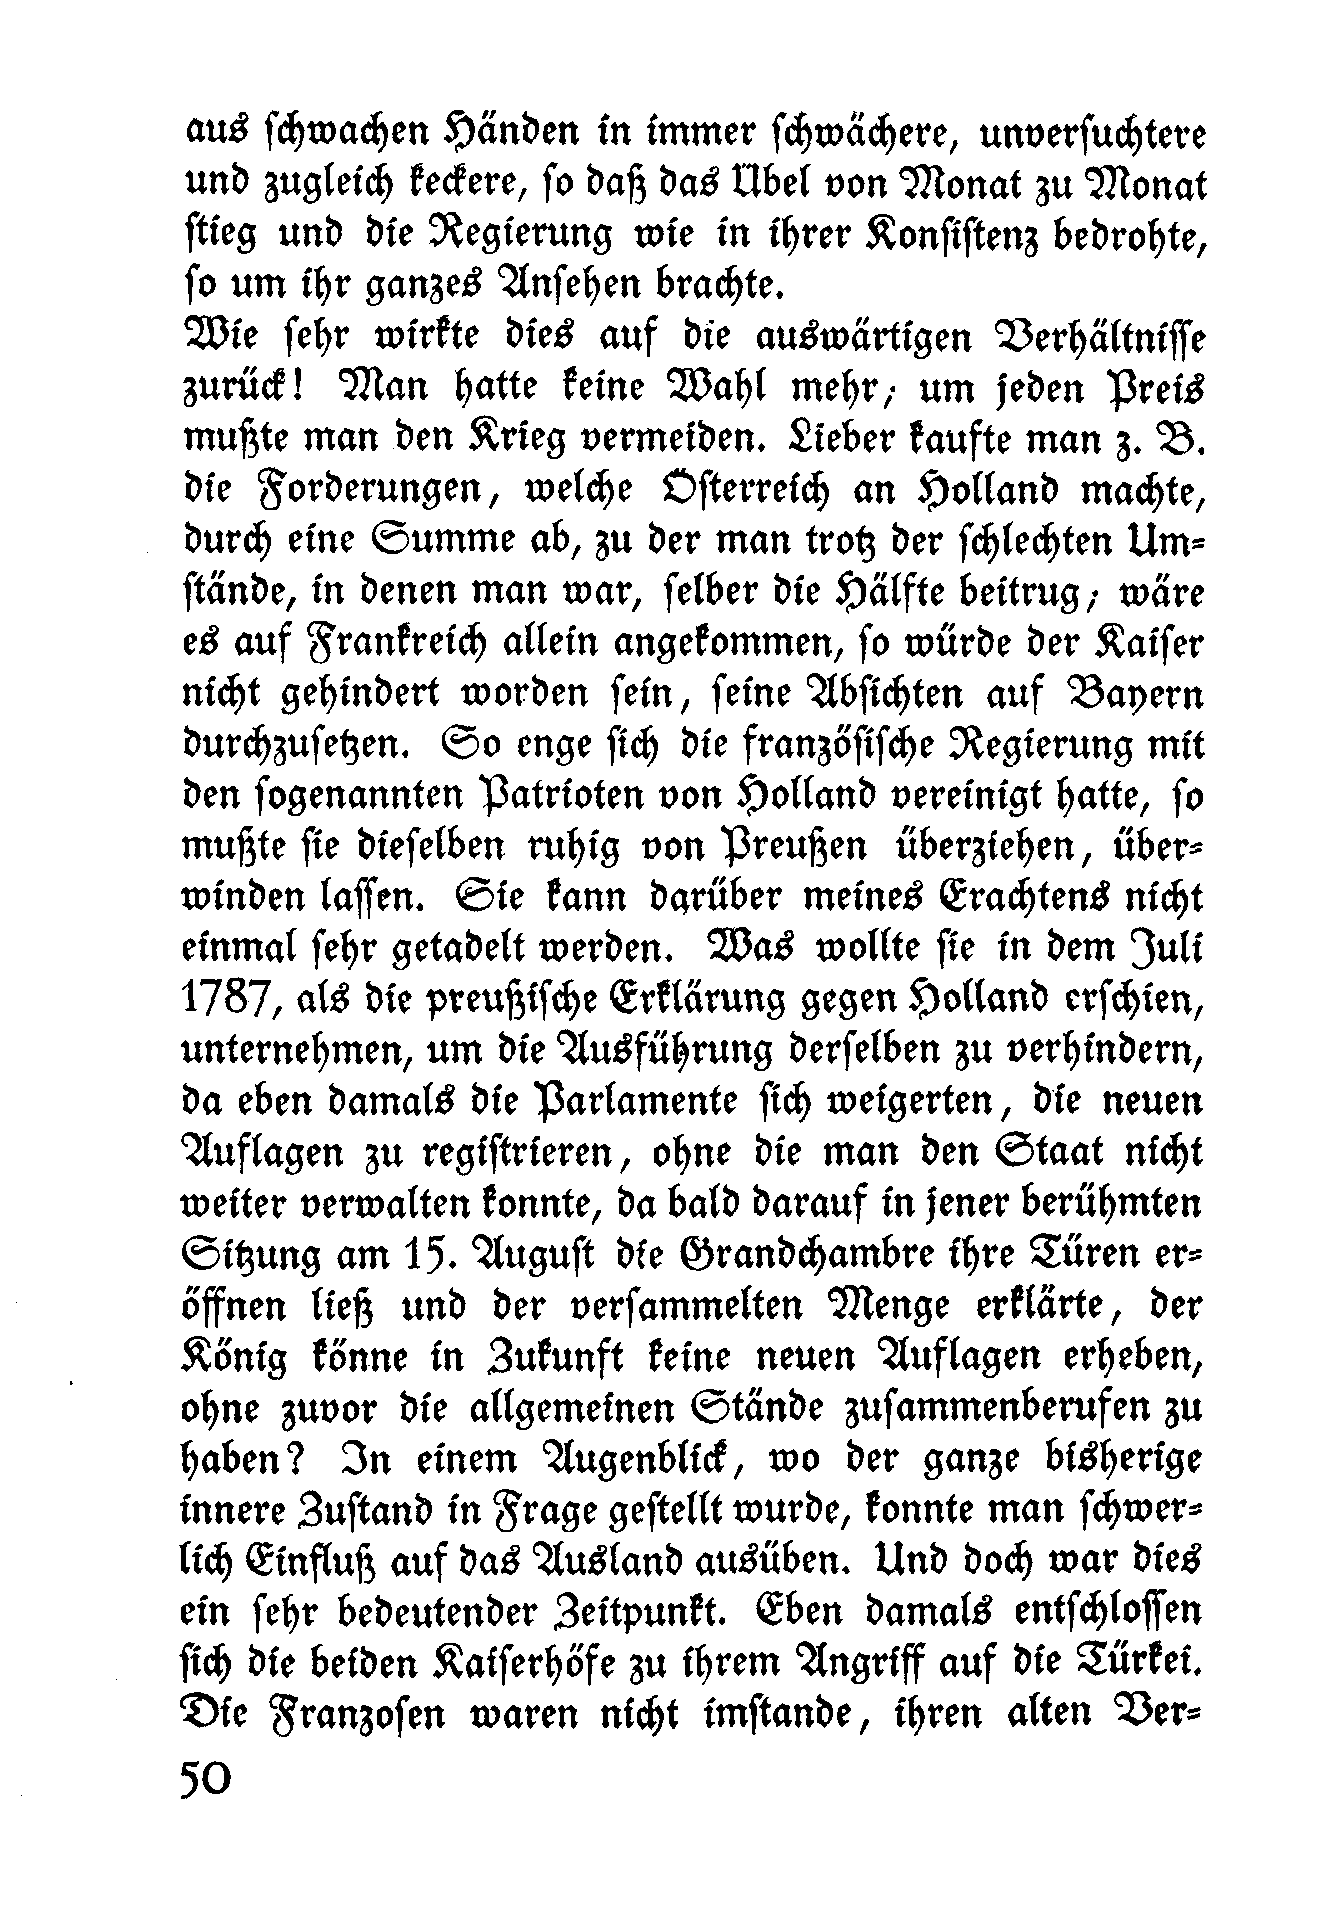 aus schwachen Händen in immer schwächere, unversuchtere
und zugleich keckere, so daß das Übel von Monat zu Monat
stieg und die Regierung wie in ihrer Konsistenz bedrohte,
so um ihr ganzes Ansehen brachte.
Wie sehr wirkte dies auf die auswärtigen Verhältnisse
zurück! Man hatte keine Wahl mehr; um jeden Preis
mußte man den Krieg vermeiden. Lieber kaufte man z. B.
die Forderungen, welche Österreich an Holland machte,
durch eine Summe ab, zu der man trotz der schlechten Um-
stände, in denen man war, selber die Hälfte beitrug; wäre
es auf Frankreich allein angekommen, so würde der Kaiser
nicht gehindert worden sein, seine Absichten auf Bayern
durchzusetzen. So enge sich die französische Regierung mit
den sogenannten Patrioten von Holland vereinigt hatte, so
mußte sie dieselben ruhig von Preußen überziehen, über-
winden lassen. Sie kann darüber meines Erachtens nicht
einmal sehr getadelt werden. Was wollte sie in dem Juli
1787, als die preußische Erklärung gegen Holland erschien,
unternehmen, um die Ausführung derselben zu verhindern,
da eben damals die Parlamente sich weigerten, die neuen
Auflagen zu registrieren, ohne die man den Staat nicht
weiter verwalten konnte, da bald darauf in jener berühmten
Sitzung am 15. August die Grandchambre ihre Türen er-
öffnen ließ und der versammelten Menge erklärte, der
König könne in Zukunft keine neuen Auflagen erheben,
ohne zuvor die allgemeinen Stände zusammenberufen zu
haben? In einem Augenblick, wo der ganze bisherige
innere Zustand in Frage gestellt wurde, konnte man schwer-
lich Einfluß auf das Ausland ausüben. Und doch war dies
ein sehr bedeutender Zeitpunkt. Eben damals entschlossen
sich die beiden Kaiserhöfe zu ihrem Angriff auf die Türkei.
Die Franzosen waren nicht imstande, ihren alten Ver-
50